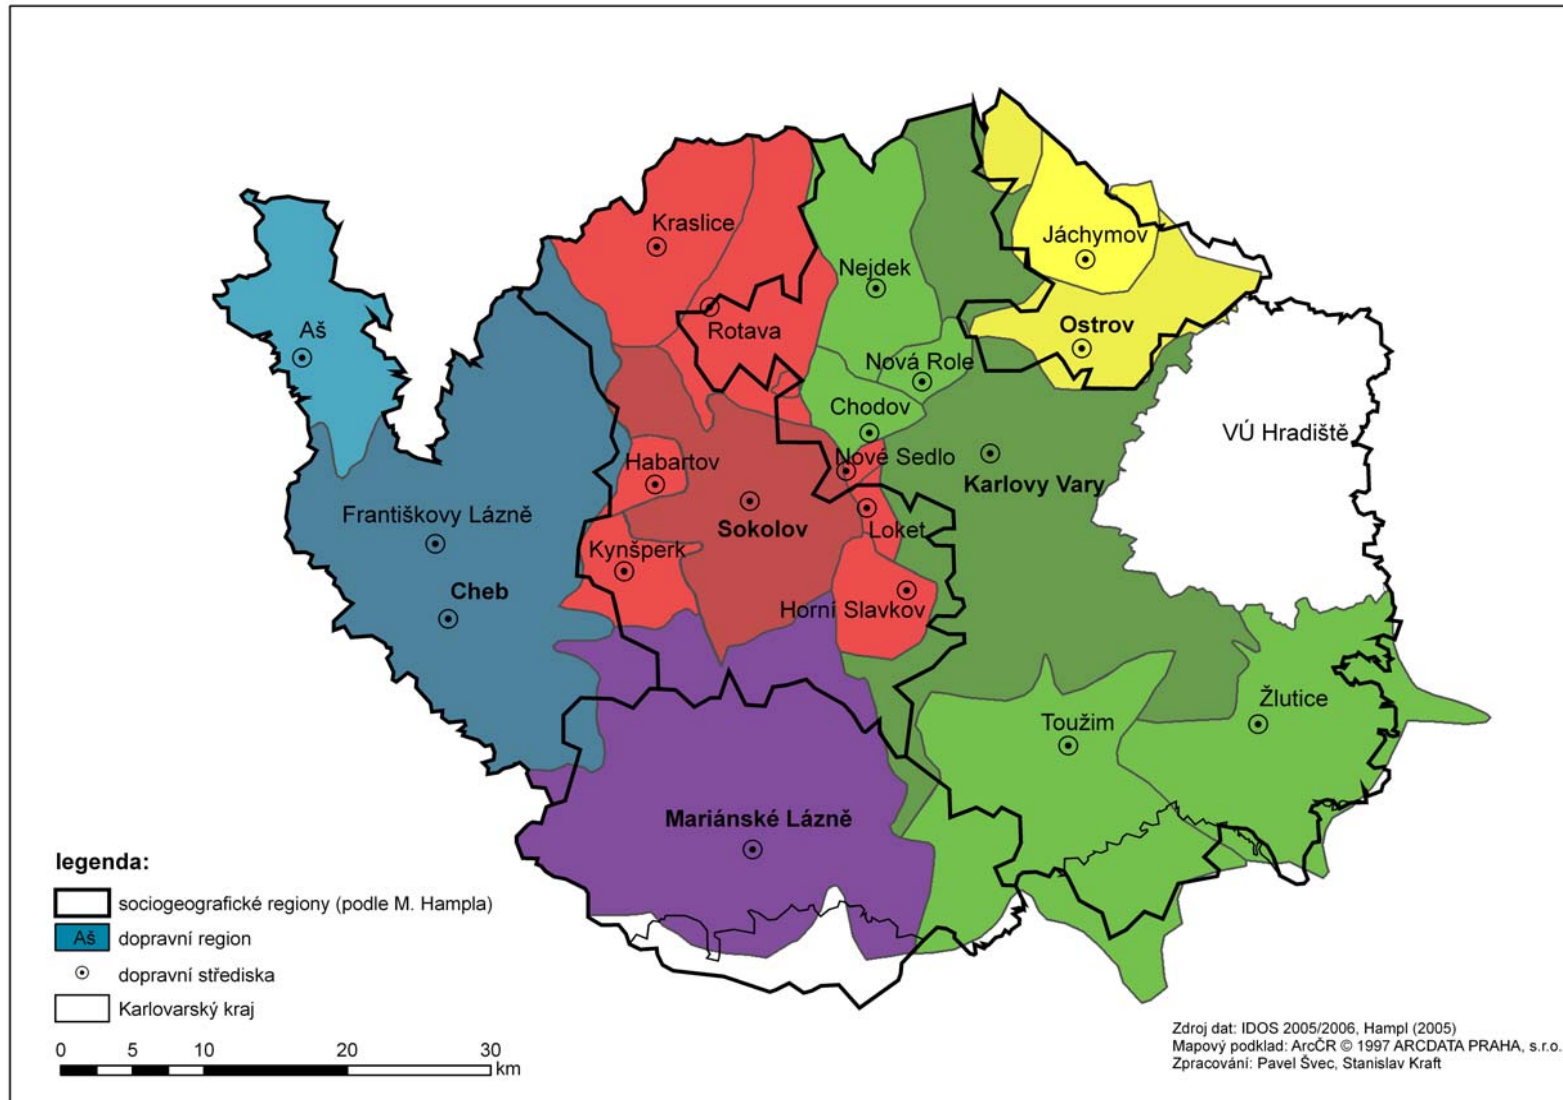 Kraslice
Jáchymov
Nejdek
Aš
Rotava
Ostrov
Nová Role
Chodov
VÚ Hradiště
Habartov
Nové Sedlo
Karlovy Vary
Františkovy Lázně
Sokolov
Loket
Kynšperk
Cheb
Horní Slavkov
Toužim
Žlutice
Mariánské Lázně
legenda:
sociogeografické regiony (podle M. Hampla)
Aš dopravní region
dopravní střediska
Karlovarský kraj
0 5 10 20 30
km
Zdroj dat: IDOS 2005/2006, Hampl (2005)
Mapový podklad: ArcČR © 1997 ARCDATA PRAHA, s.r.o.
Zpracování: Pavel Švec, Stanislav Kraft